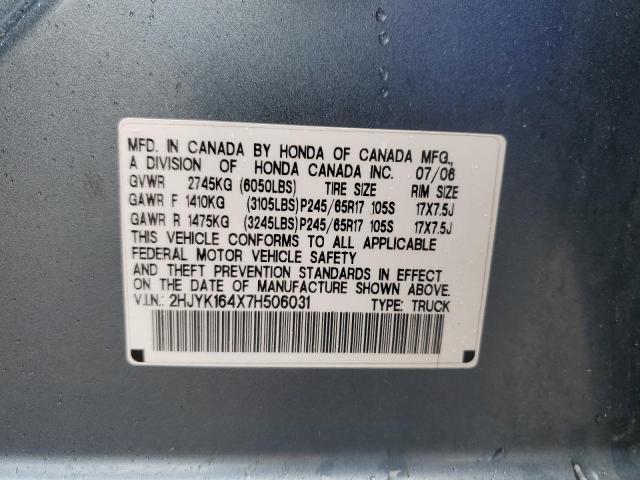 MFD. IN CANADA BY HONDA OF CANADA MFG.,
A DIVISION OF HONDA CANADA INC. 07/06
GVWR 2745KG (6050LBS) TIRE SIZE RIM SIZE
GAWR F 1410KG (3105LBS)P245/65R17 105S 17X7.5J
GAWR R 1475KG (3245LBS)P245/65R17 105S 17X7.5J
THIS VEHICLE CONFORMS TO ALL APPLICABLE
FEDERAL MOTOR VEHICLE SAFETY
AND THEFT PREVENTION STANDARDS IN EFFECT
ON THE DATE OF MANUFACTURE SHOWN ABOVE.
V.I.N.: 2HJYK164X7H506031 TYPE: TRUCK